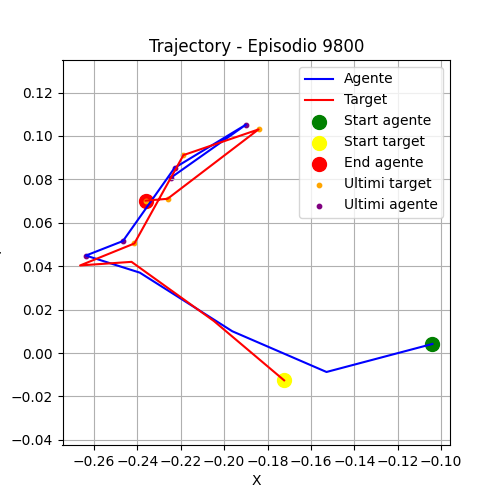 Trajectory - Episodio 9800
Agente
Target
Start agente
Start target
End agente
Ultimi target
Ultimi agente
0.12
0.10
0.08
0.06
0.04
0.02
0.00
−0.02
−0.04
−0.26 −0.24 −0.22 −0.20 −0.18 −0.16 −0.14 −0.12 −0.10
X